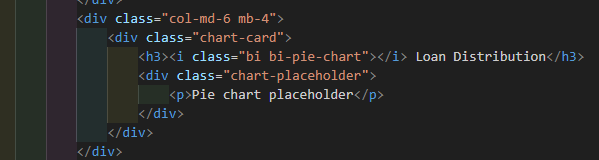 </div>
<div class="col-md-6 mb-4">
<div class="chart-card">
<h3><i class="bi bi-pie-chart"></i> Loan Distribution</h3>
<div class="chart-placeholder">
<p>Pie chart placeholder</p>
</div>
</div>
</div>